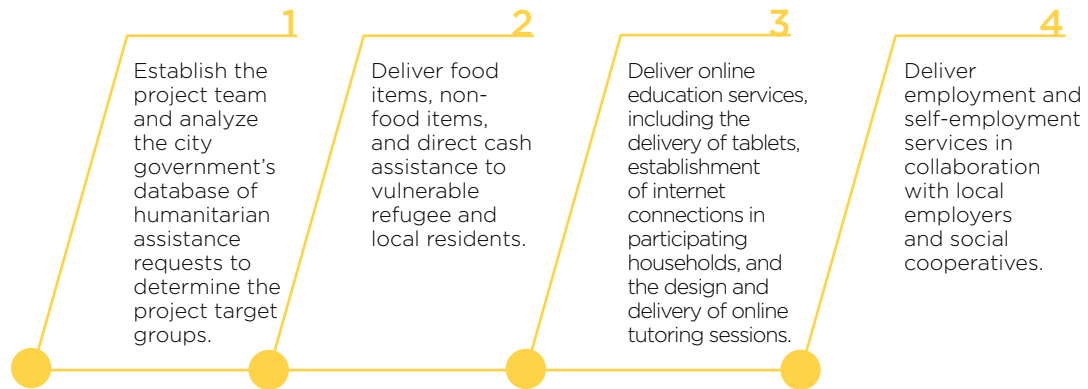 1
Establish the
project team
and analyze
the city
government’s
database of
humanitarian
assistance
requests to
determine the
project target
groups.
2
Deliver food
items, non-
food items,
and direct cash
assistance to
vulnerable
refugee and
local residents.
3
Deliver online
education services,
including the
delivery of tablets,
establishment
of internet
connections in
participating
households, and
the design and
delivery of online
tutoring sessions.
4
Deliver
employment and
self-employment
services in
collaboration
with local
employers
and social
cooperatives.